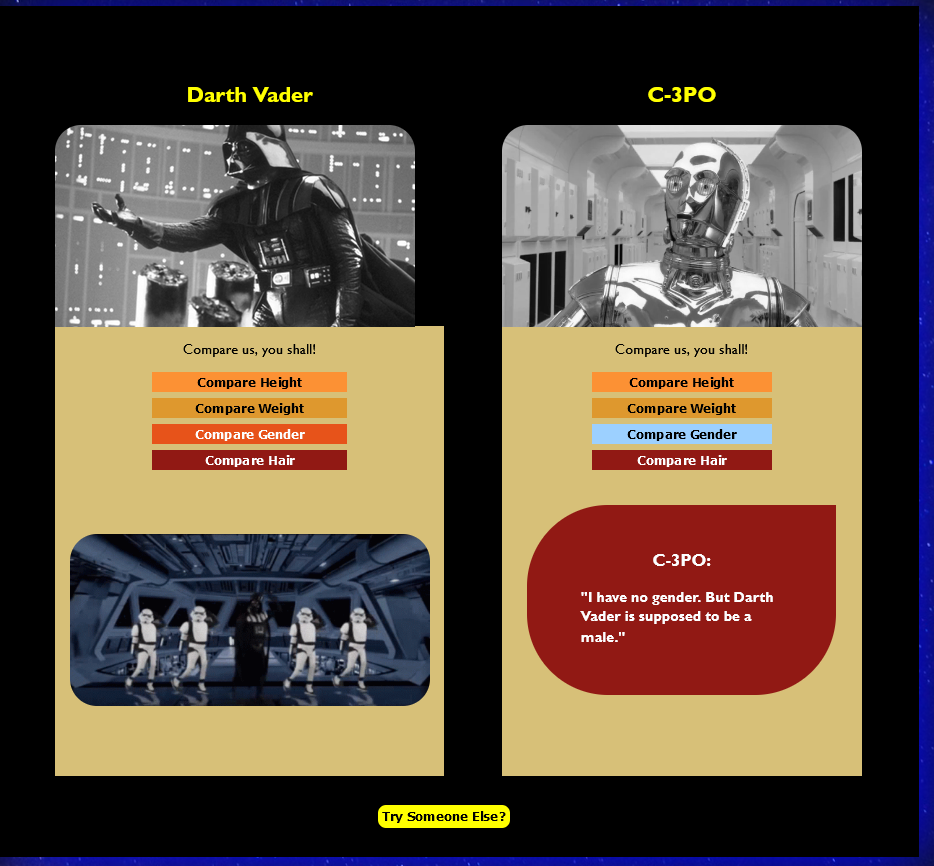 Darth Vader
Compare us, you shall!
Compare Height
Compare Weight
Compare Gender
Compare Hair
C-3PO
Compare us, you shall!
Compare Height
Compare Weight
Compare Gender
Compare Hair
C-3PO:
"I have no gender. But Darth
Vader is supposed to be a
male."
Try Someone Else?